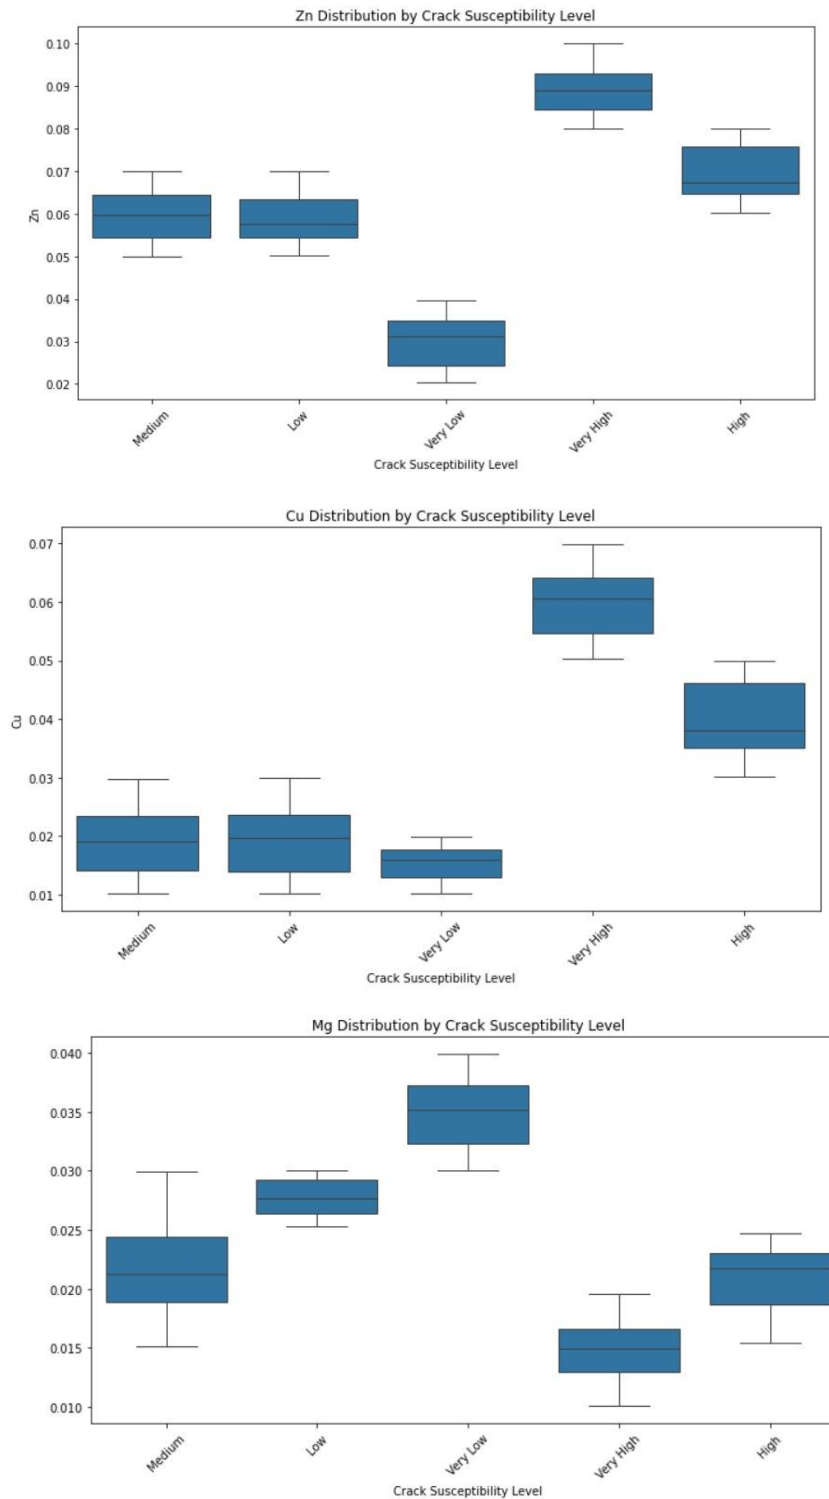 Zn Distribution by Crack Susceptibility Level
0.10
0.09
0.08
0.07
0.06
0.05
0.04
0.03
0.02
Zn
Medium
Low
Very Low
Very High
High
Crack Susceptibility Level
Cu Distribution by Crack Susceptibility Level
0.07
0.06
0.05
0.04
0.03
0.02
0.01
Cu
Medium
Low
Very Low
Very High
High
Crack Susceptibility Level
Mg Distribution by Crack Susceptibility Level
0.040
0.035
0.030
0.025
0.020
0.015
0.010
Medium
Low
Very Low
Very High
High
Crack Susceptibility Level